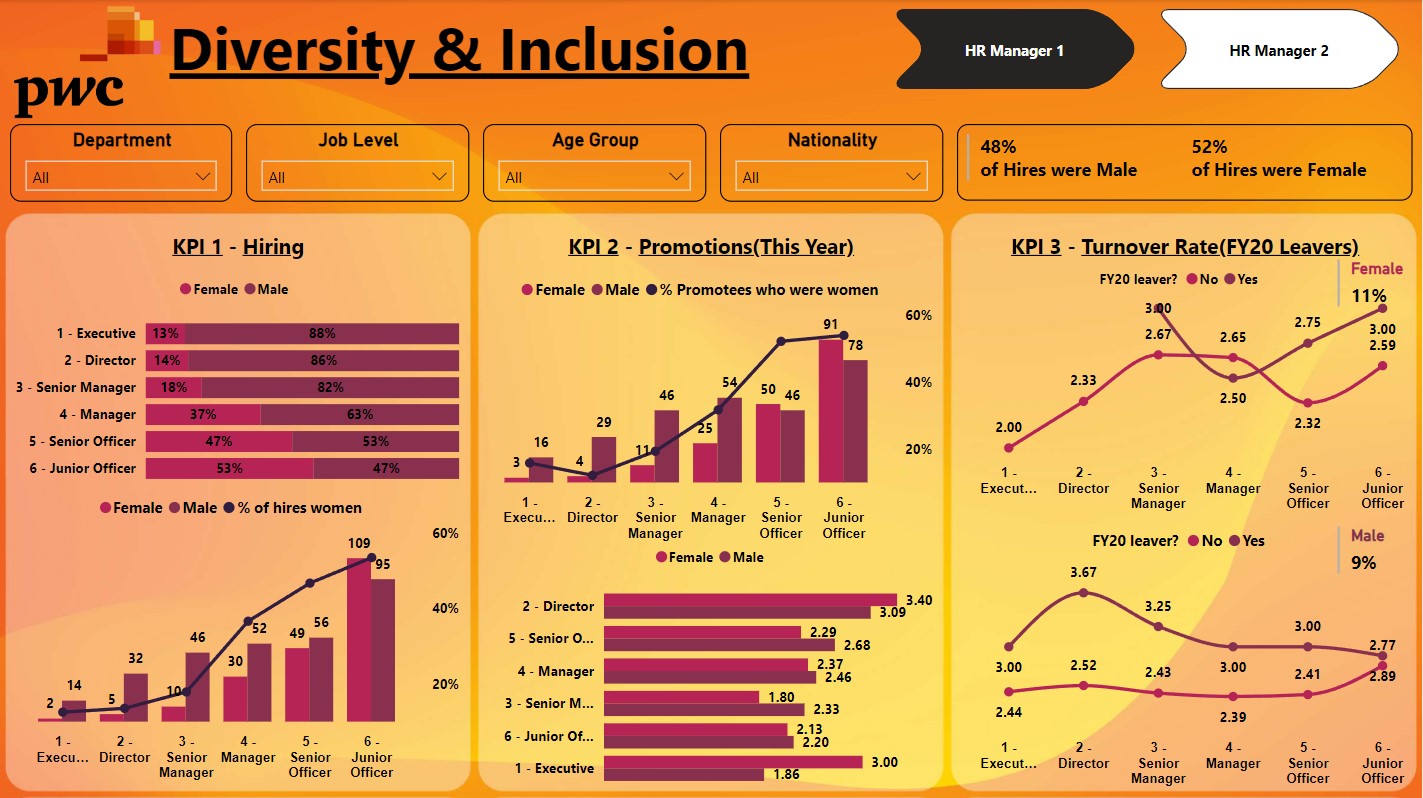 pwc
Diversity & Inclusion
HR Manager 1
HR Manager 2
Department
All
Job Level
All
Age Group
All
Nationality
All
48%
of Hires were Male
52%
of Hires were Female
KPI 1 - Hiring
Female Male
1 - Executive 13% 88%
2 - Director 14% 86%
3 - Senior Manager 18% 82%
4 - Manager 37% 63%
5 - Senior Officer 47% 53%
6 - Junior Officer 53% 47%
Female Male % of hires women
60%
40%
20%
2 14
5 32
10 46
30 52
49 56
109 95
1 -
Execu...
2 -
Director
3 -
Senior
Manager
4 -
Manager
5 -
Senior
Officer
6 -
Junior
Officer
KPI 2 - Promotions(This Year)
Female Male % Promotees who were women
60%
40%
20%
3 16
4 29
11 46
25 54
50 46
91 78
1 -
Execu...
2 -
Director
3 -
Senior
Manager
4 -
Manager
5 -
Senior
Officer
6 -
Junior
Officer
Female Male
2 - Director 3.40
3.09
5 - Senior O... 2.29
2.68
4 - Manager 2.37
2.46
3 - Senior M... 1.80
2.33
6 - Junior Of... 2.13
2.20
1 - Executive 3.00
1.86
KPI 3 - Turnover Rate(FY20 Leavers)
FY20 leaver? No Yes
Female
11%
3.00
2.67
2.65
2.75
3.00
2.59
2.33
2.50
2.00
2.32
1 -
Execut...
2 -
Director
3 -
Senior
Manager
4 -
Manager
5 -
Senior
Officer
6 -
Junior
Officer
FY20 leaver? No Yes
Male
9%
3.67
3.25
3.00
2.77
3.00
2.52
2.43
3.00
2.41
2.89
2.44
2.39
1 -
Execut...
2 -
Director
3 -
Senior
Manager
4 -
Manager
5 -
Senior
Officer
6 -
Junior
Officer